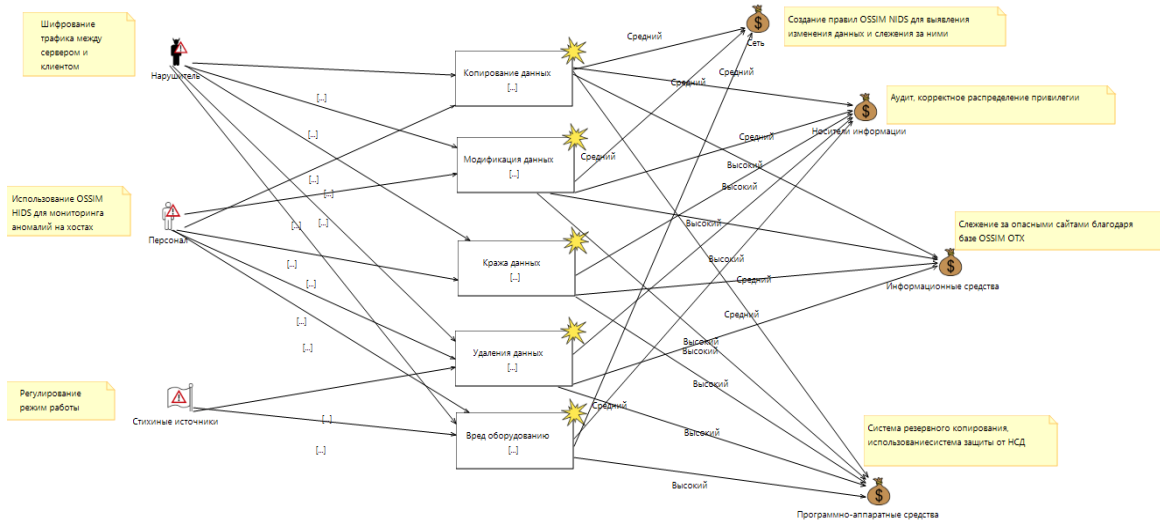 Шифрование
трафика между
сервером и
клиентом
Нарушитель
Использование OSSIM
HIDS для мониторинга
аномалий на хостах
Персонал
Регулирование
режим работы
Стихиные источники
[...]
[...]
[...]
[...]
[...]
[...]
[...]
[...]
[...]
[...]
[...]
[...]
Копирование данных
[...]
Модификация данных
[...]
Кража данных
[...]
Удаления данных
[...]
Вред оборудованию
[...]
Средний
Средний
Средний
Средний
Средний
Высокий
Высокий
Высокий
Высокий
Средний
Средний
Высокий
Высокий
Высокий
Средний
Высокий
Высокий
Сеть
Создание правил OSSIM NIDS для выявления
изменения данных и слежения за ними
Аудит, корректное распределение привилегии
Носители информации
Слежение за опасными сайтами благодаря
базе OSSIM OTX
Информационные средства
Система резервного копирования,
использованиесистема защиты от НСД
Программно-аппаратные средства